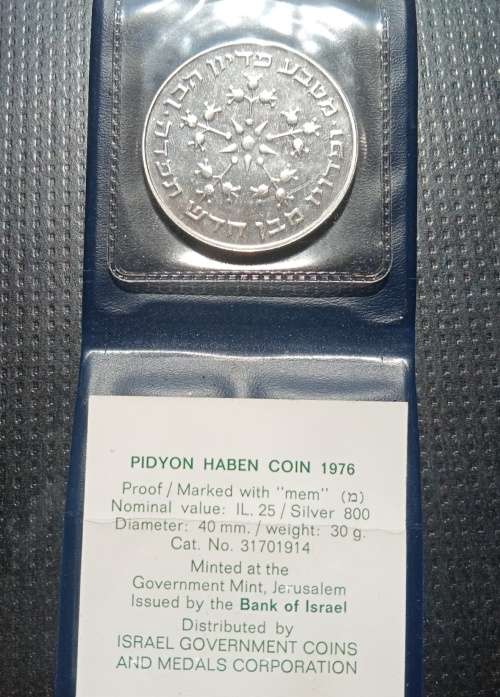 מטבע פדיון הבן
ופדויו מבן חדש תפדה
PIDYON HABEN COIN 1976
Proof / Marked with "mem" (מ)
Nominal value: IL. 25 / Silver 800
Diameter: 40 mm. / weight: 30 g.
Cat. No. 31701914
Minted at the
Government Mint, Jerusalem
Issued by the Bank of Israel
Distributed by
ISRAEL GOVERNMENT COINS
AND MEDALS CORPORATION